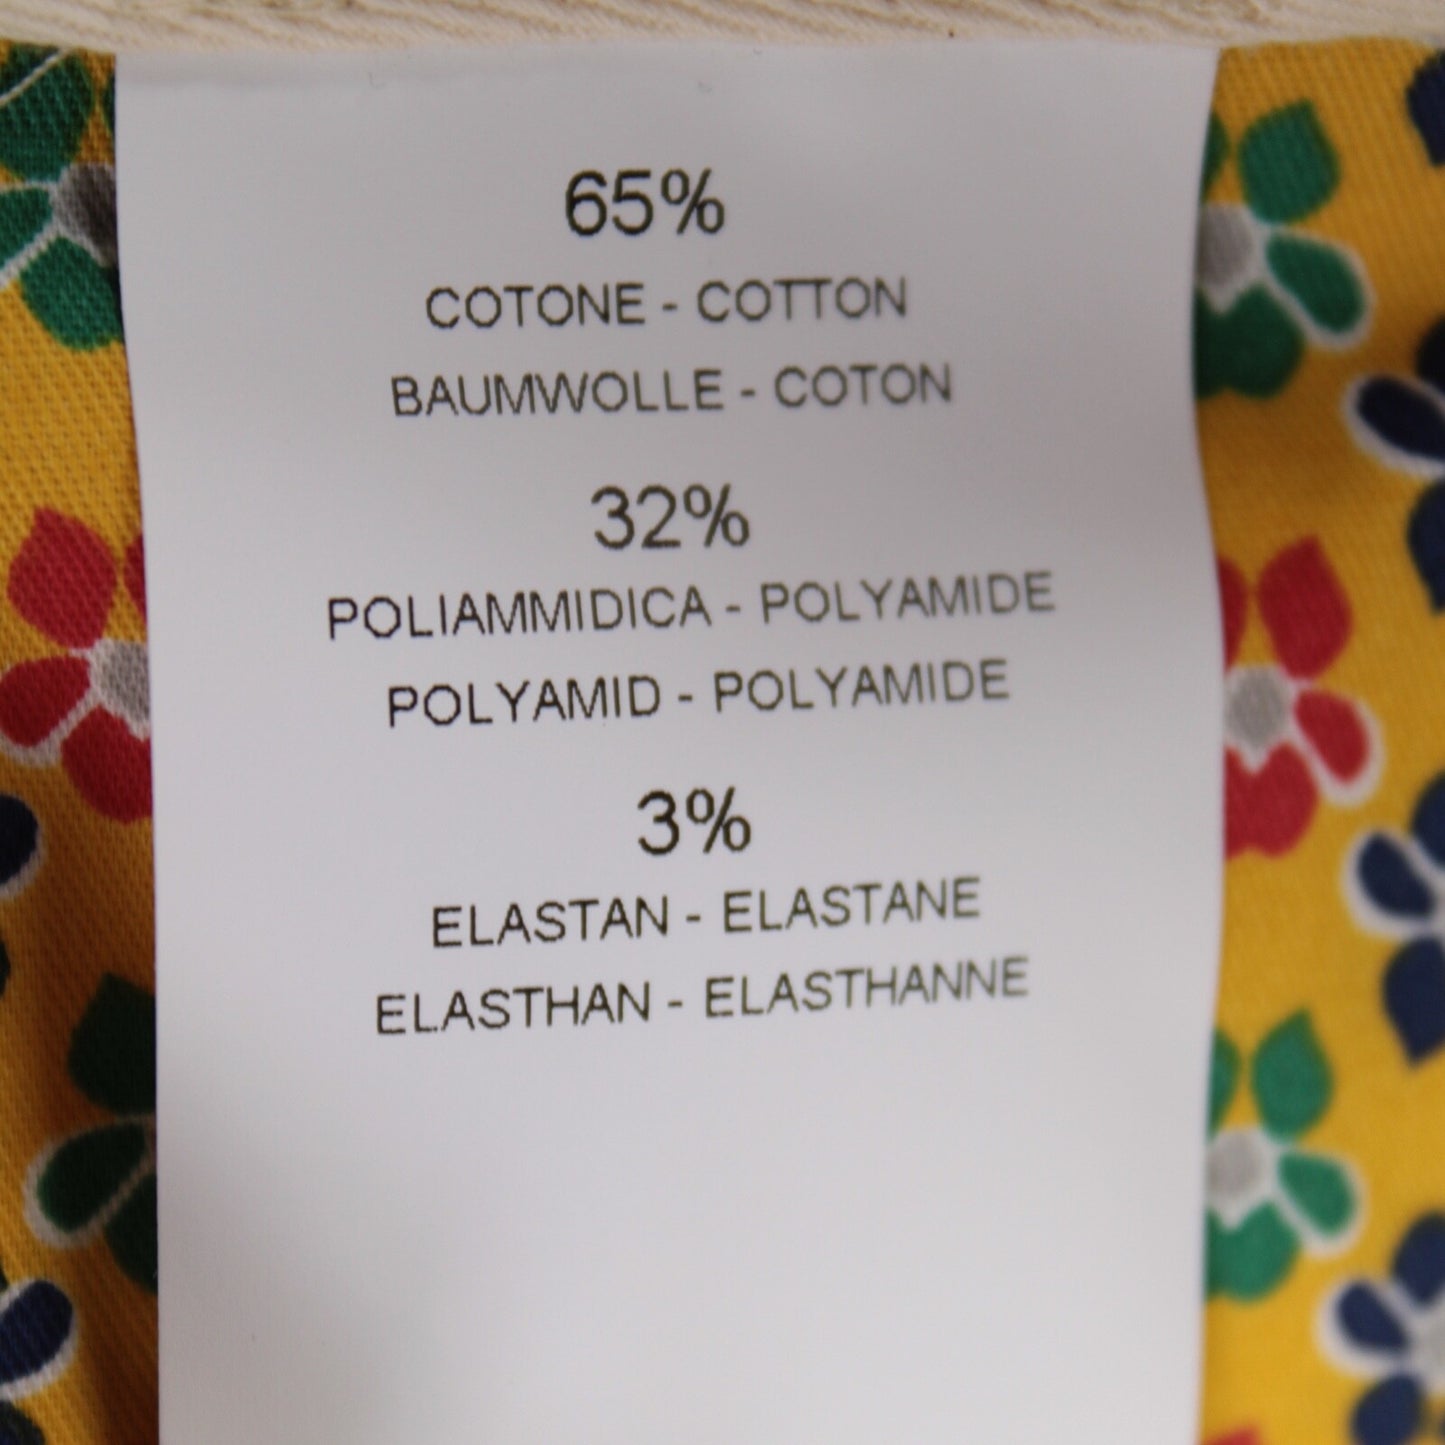 65%
COTONE - COTTON
BAUMWOLLE - COTON
32%
POLIAMMIDICA - POLYAMIDE
POLYAMID - POLYAMIDE
3%
ELASTAN - ELASTANE
ELASTHAN - ELASTHANNE